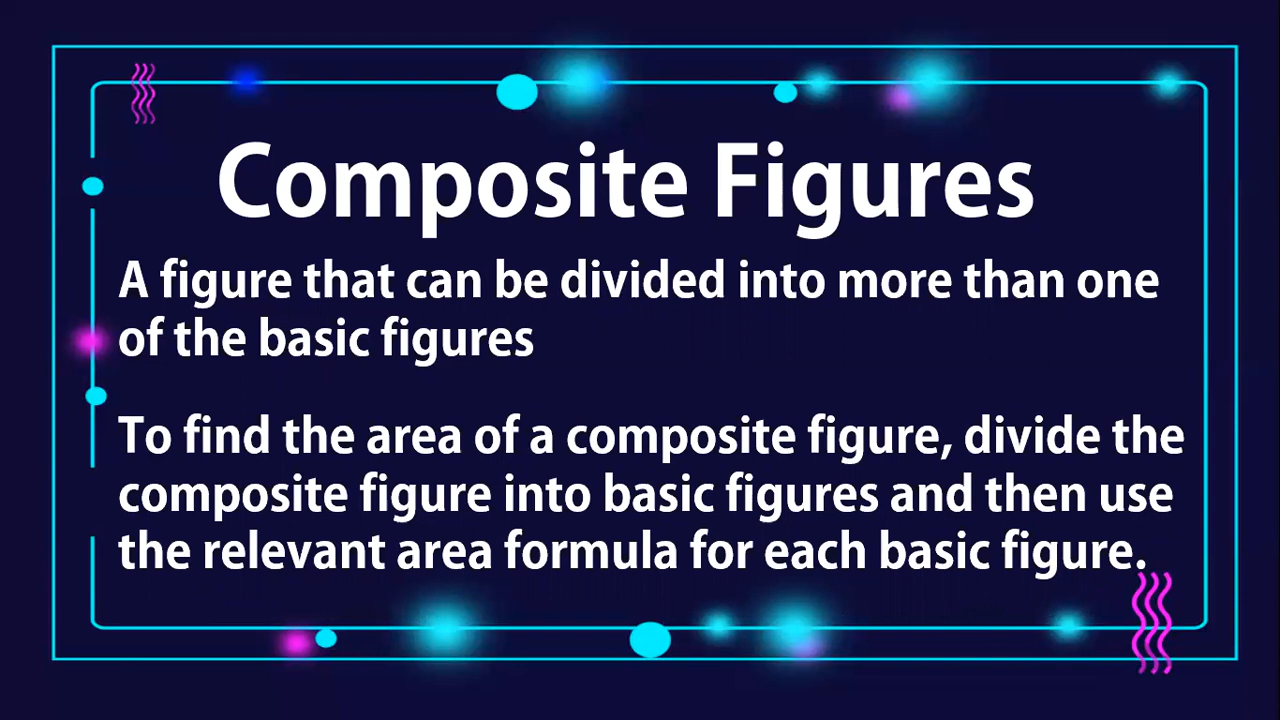 Composite Figures
A figure that can be divided into more than one
of the basic figures
To find the area of a composite figure, divide the
composite figure into basic figures and then use
the relevant area formula for each basic figure.